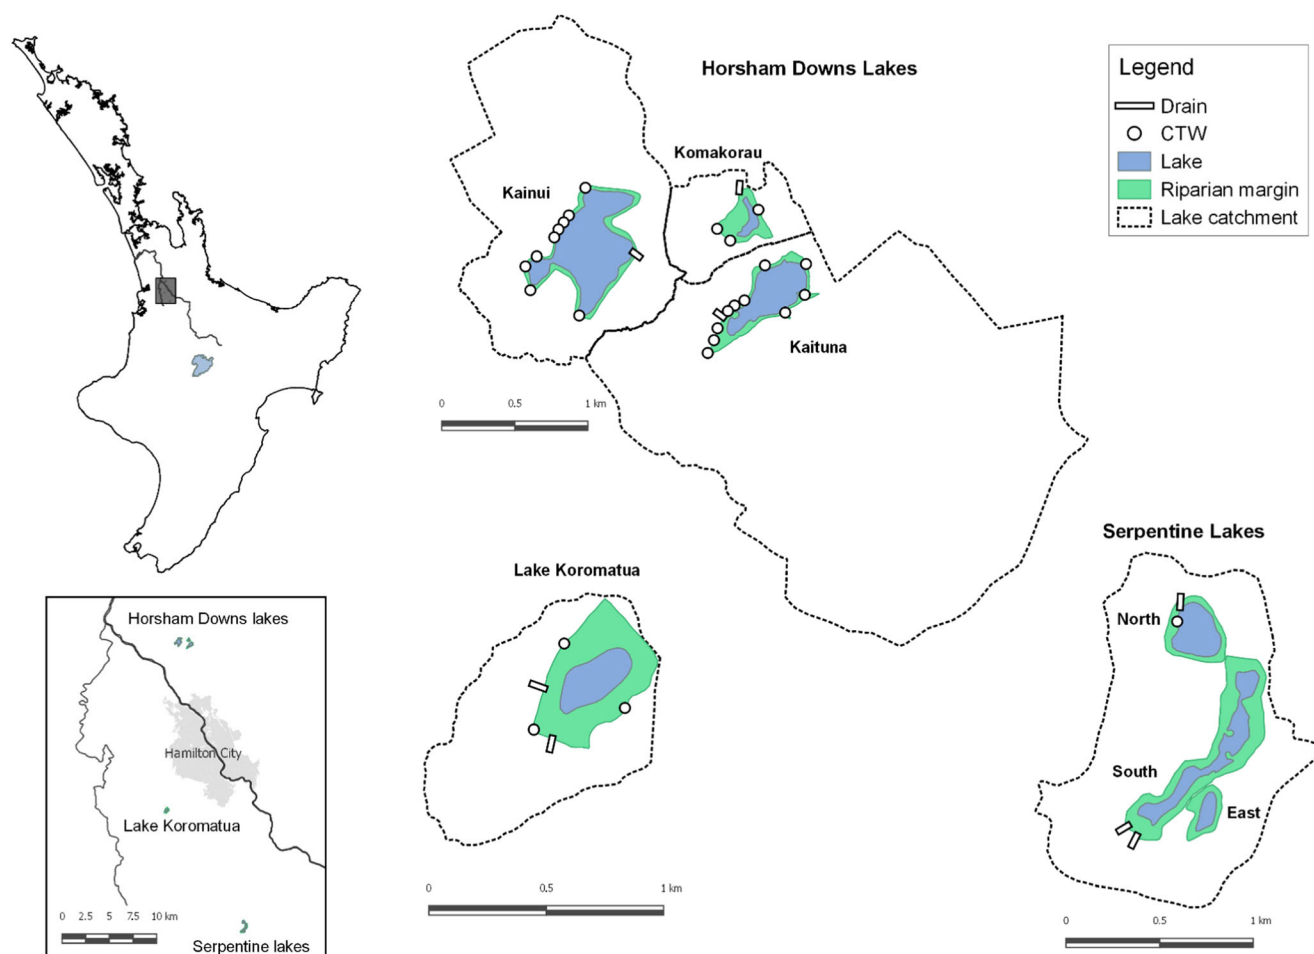 Horsham Downs Lakes
Legend
Drain
CTW
Lake
Riparian margin
Lake catchment
Komakorau
Kainui
Kaituna
0 0.5 1 km
Lake Koromatua
0 0.5 1 km
Serpentine Lakes
North
South
East
0 0.5 1 km
Horsham Downs lakes
Hamilton City
Lake Koromatua
0 2.5 5 7.5 10 km
Serpentine lakes